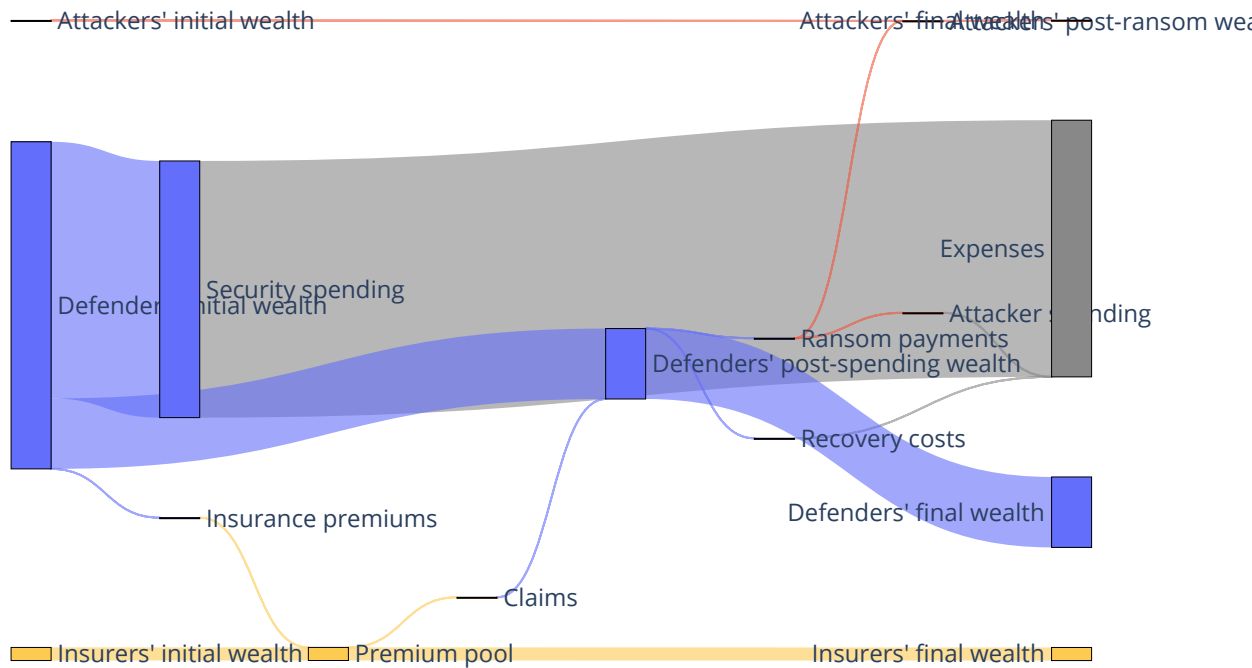 Attackers' initial wealth
Attackers' final wealth
Attackers' post-ransom wea
Expenses
Security spending
Defenders' initial wealth
Attacker spending
Ransom payments
Defenders' post-spending wealth
Recovery costs
Defenders' final wealth
Insurance premiums
Claims
Insurers' initial wealth
Premium pool
Insurers' final wealth